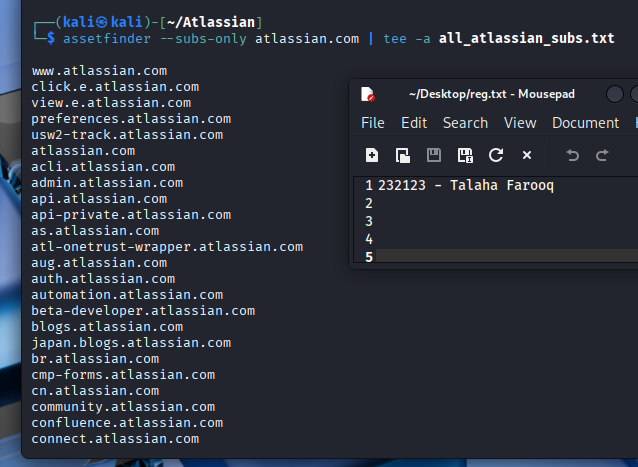 (kali㉿kali)-[~/Atlassian]
$ assetfinder --subs-only atlassian.com | tee -a all_atlassian_subs.txt
www.atlassian.com
click.e.atlassian.com
view.e.atlassian.com
preferences.atlassian.com
usw2-track.atlassian.com
atlassian.com
acli.atlassian.com
admin.atlassian.com
api.atlassian.com
api-private.atlassian.com
as.atlassian.com
atl-onetrust-wrapper.atlassian.com
aug.atlassian.com
auth.atlassian.com
automation.atlassian.com
beta-developer.atlassian.com
blogs.atlassian.com
japan.blogs.atlassian.com
br.atlassian.com
cmp-forms.atlassian.com
cn.atlassian.com
community.atlassian.com
confluence.atlassian.com
connect.atlassian.com
~/Desktop/reg.txt - Mousepad
File Edit Search View Document
1 232123 - Talaha Farooq
2
3
4
5